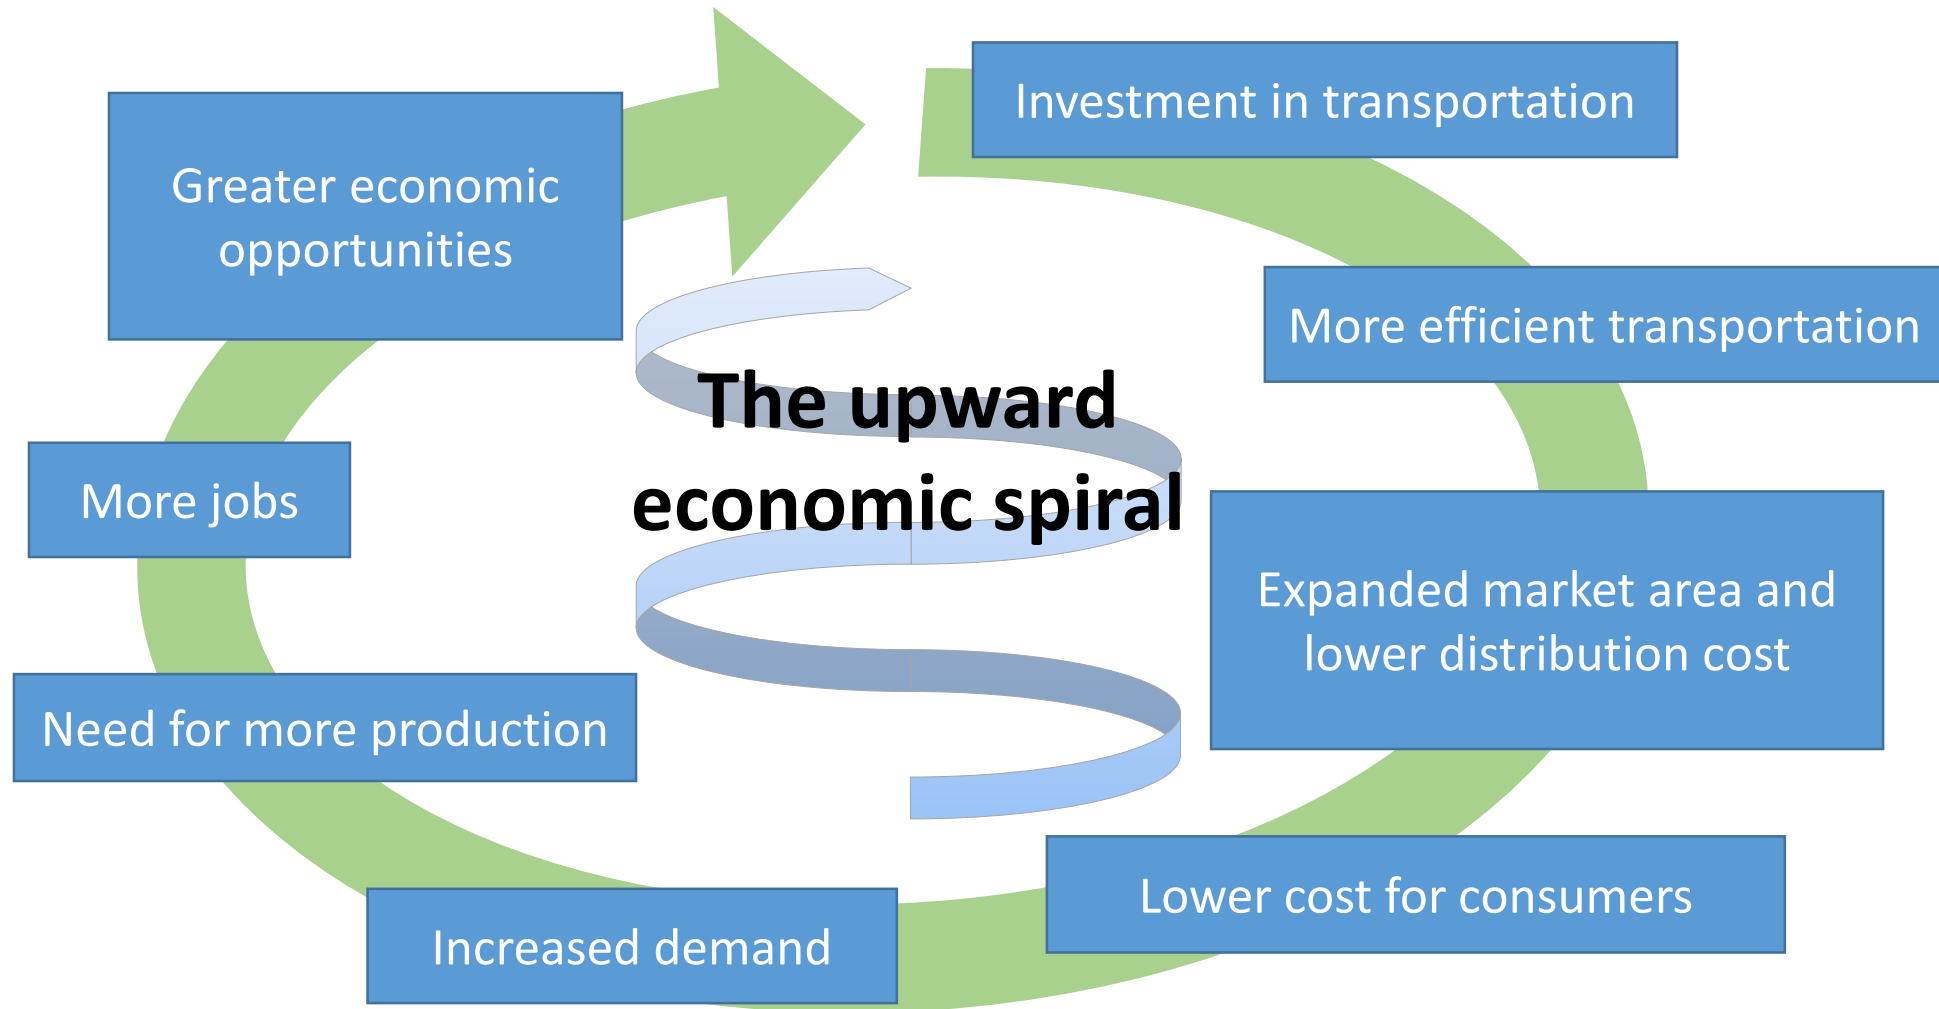 The upward
economic spiral
Investment in transportation
More efficient transportation
Expanded market area and
lower distribution cost
Lower cost for consumers
Increased demand
Need for more production
More jobs
Greater economic
opportunities